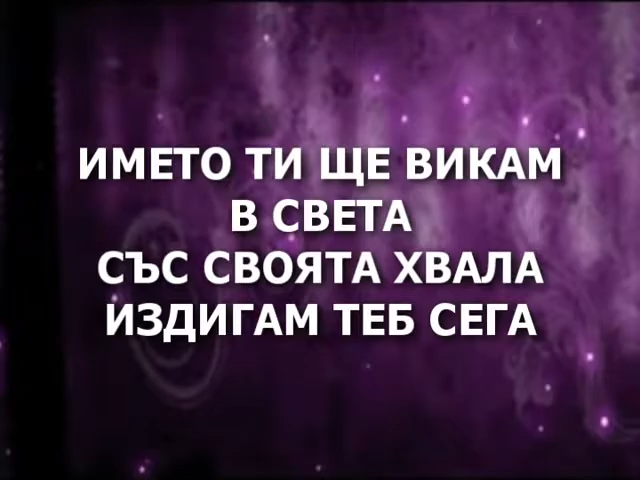 ИМЕТО ТИ ЩЕ ВИКАМ
В СВЕТА
СЪС СВОЯТА ХВАЛА
ИЗДИГАМ ТЕБ СЕГА